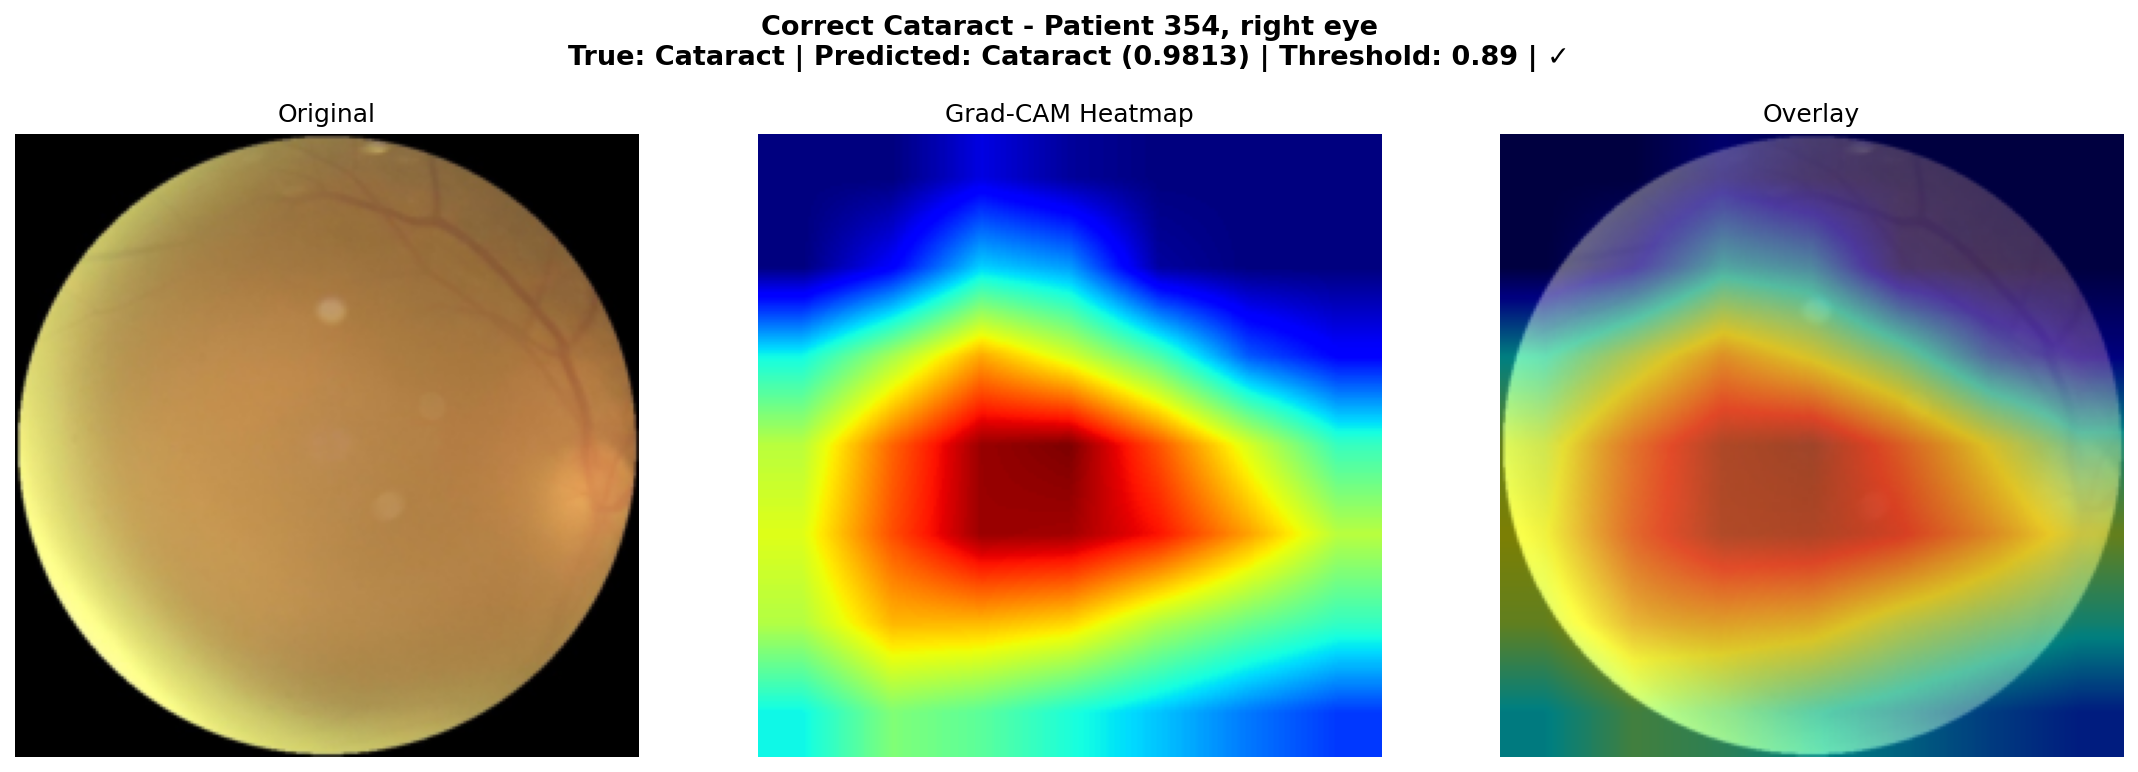 Correct Cataract - Patient 354, right eye
True: Cataract | Predicted: Cataract (0.9813) | Threshold: 0.89 | ✓
Original
Grad-CAM Heatmap
Overlay